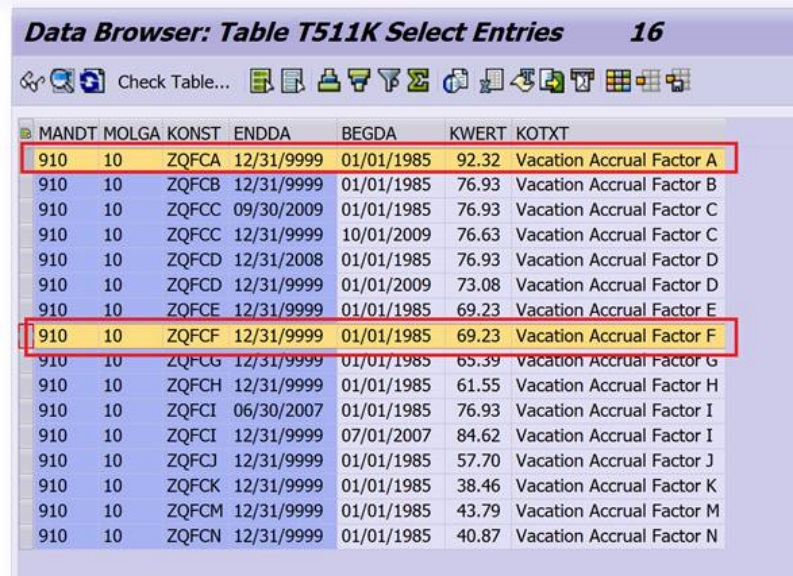 Data Browser: Table T511K Select Entries 16
Check Table...
MANDT MOLGA KONST ENDDA BEGDA KWERT KOTXT
910 10 ZQFCA 12/31/9999 01/01/1985 92.32 Vacation Accrual Factor A
910 10 ZQFCB 12/31/9999 01/01/1985 76.93 Vacation Accrual Factor B
910 10 ZQFCC 09/30/2009 01/01/1985 76.93 Vacation Accrual Factor C
910 10 ZQFCC 12/31/9999 10/01/2009 76.63 Vacation Accrual Factor C
910 10 ZQFCD 12/31/2008 01/01/1985 76.93 Vacation Accrual Factor D
910 10 ZQFCD 12/31/9999 01/01/2009 73.08 Vacation Accrual Factor D
910 10 ZQFCE 12/31/9999 01/01/1985 69.23 Vacation Accrual Factor E
910 10 ZQFCF 12/31/9999 01/01/1985 69.23 Vacation Accrual Factor F
910 10 ZQFCG 12/31/9999 01/01/1985 65.39 Vacation Accrual Factor G
910 10 ZQFCH 12/31/9999 01/01/1985 61.55 Vacation Accrual Factor H
910 10 ZQFCI 06/30/2007 01/01/1985 76.93 Vacation Accrual Factor I
910 10 ZQFCI 12/31/9999 07/01/2007 84.62 Vacation Accrual Factor I
910 10 ZQFCJ 12/31/9999 01/01/1985 57.70 Vacation Accrual Factor J
910 10 ZQFCK 12/31/9999 01/01/1985 38.46 Vacation Accrual Factor K
910 10 ZQFCM 12/31/9999 01/01/1985 43.79 Vacation Accrual Factor M
910 10 ZQFCN 12/31/9999 01/01/1985 40.87 Vacation Accrual Factor N